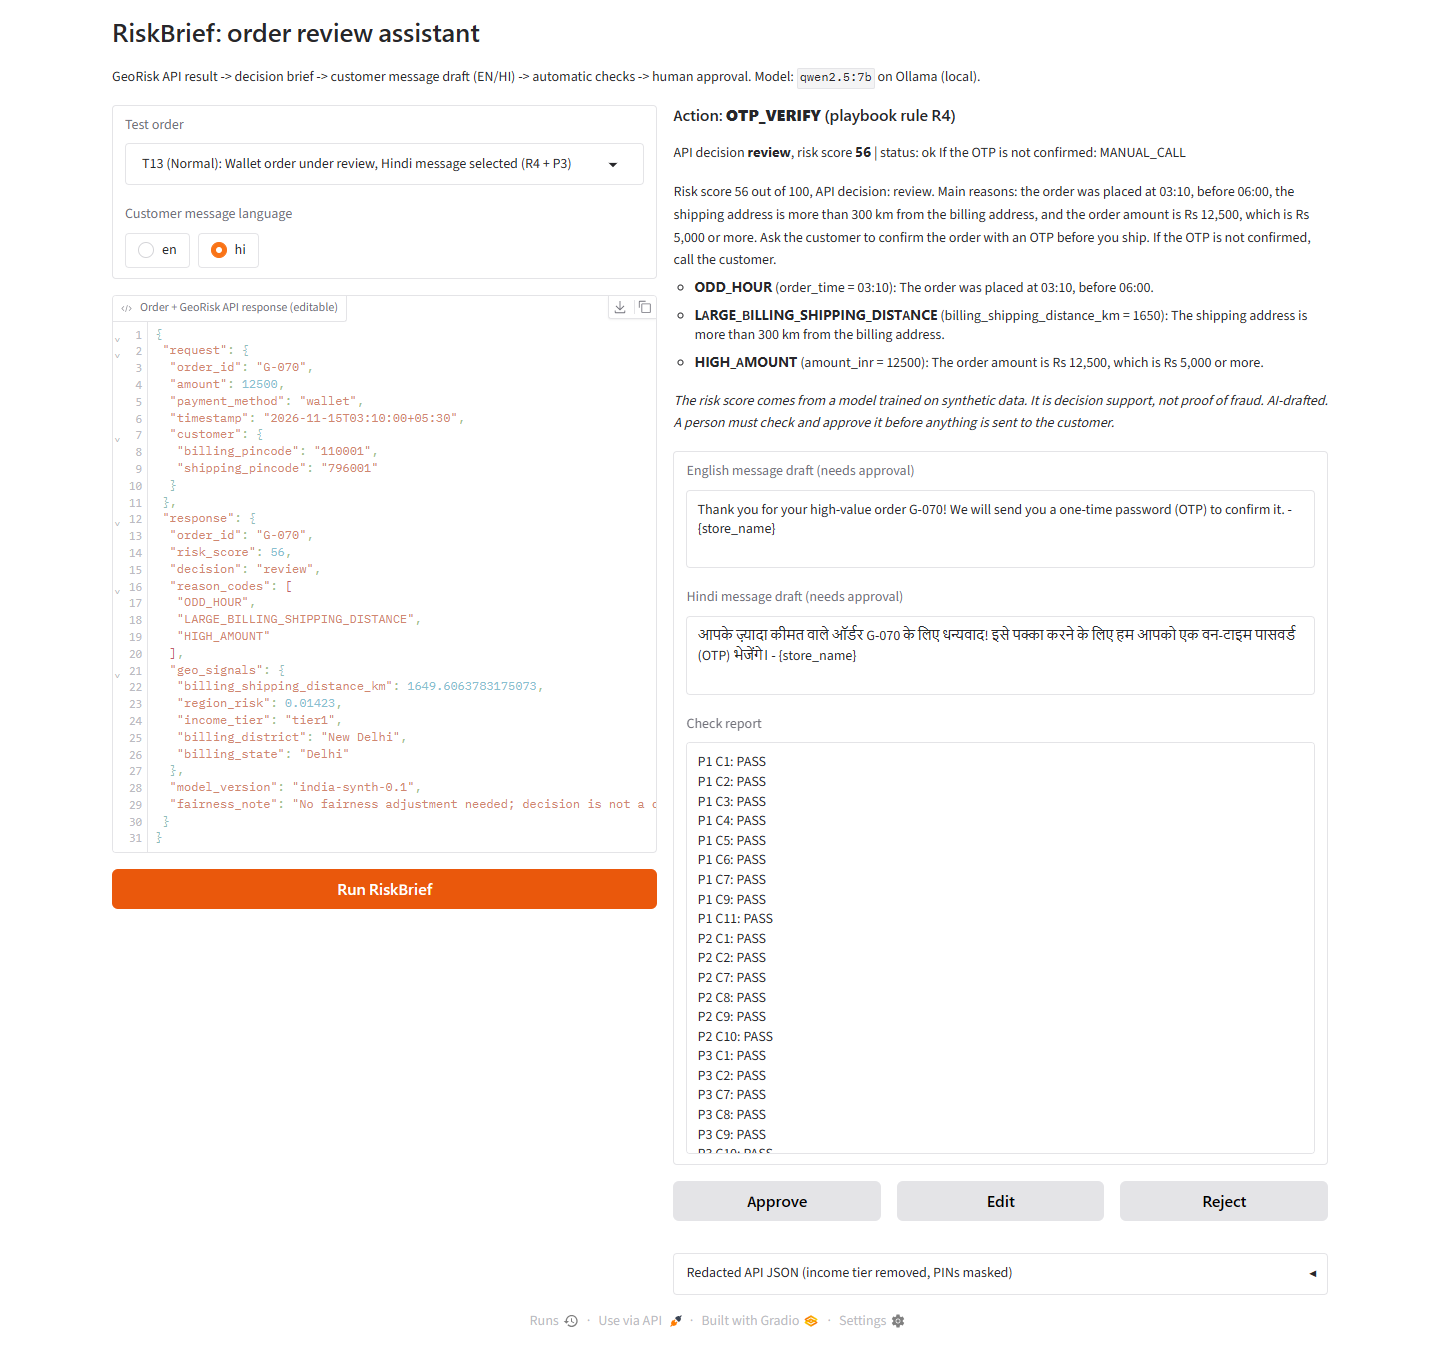 RiskBrief: order review assistant
GeoRisk API result -> decision brief -> customer message draft (EN/HI) -> automatic checks -> human approval. Model: qwen2.5:7b on Ollama (local).
Test order
T13 (Normal): Wallet order under review, Hindi message selected (R4 + P3)
Customer message language
en
hi
Order + GeoRisk API response (editable)
1 {
2 "request": {
3 "order_id": "G-070",
4 "amount": 12500,
5 "payment_method": "wallet",
6 "timestamp": "2026-11-15T03:10:00+05:30",
7 "customer": {
8 "billing_pincode": "110001",
9 "shipping_pincode": "796001"
10 }
11 },
12 "response": {
13 "order_id": "G-070",
14 "risk_score": 56,
15 "decision": "review",
16 "reason_codes": [
17 "ODD_HOUR",
18 "LARGE_BILLING_SHIPPING_DISTANCE",
19 "HIGH_AMOUNT"
20 ],
21 "geo_signals": {
22 "billing_shipping_distance_km": 1649.6063783175073,
23 "region_risk": 0.01423,
24 "income_tier": "tier1",
25 "billing_district": "New Delhi",
26 "billing_state": "Delhi"
27 },
28 "model_version": "india-synth-0.1",
29 "fairness_note": "No fairness adjustment needed; decision is not a
30 }
31 }
Run RiskBrief
Action: OTP_VERIFY (playbook rule R4)
API decision review, risk score 56 | status: ok If the OTP is not confirmed: MANUAL_CALL
Risk score 56 out of 100, API decision: review. Main reasons: the order was placed at 03:10, before 06:00, the
shipping address is more than 300 km from the billing address, and the order amount is Rs 12,500, which is Rs
5,000 or more. Ask the customer to confirm the order with an OTP before you ship. If the OTP is not confirmed,
call the customer.
ODD_HOUR (order_time = 03:10): The order was placed at 03:10, before 06:00.
LARGE_BILLING_SHIPPING_DISTANCE (billing_shipping_distance_km = 1650): The shipping address is
more than 300 km from the billing address.
HIGH_AMOUNT (amount_inr = 12500): The order amount is Rs 12,500, which is Rs 5,000 or more.
The risk score comes from a model trained on synthetic data. It is decision support, not proof of fraud. AI-drafted.
A person must check and approve it before anything is sent to the customer.
English message draft (needs approval)
Thank you for your high-value order G-070! We will send you a one-time password (OTP) to confirm it. -
{store_name}
Hindi message draft (needs approval)
आपके ज़्यादा कीमत वाले ऑर्डर G-070 के लिए धन्यवाद! इसे पक्का करने के लिए हम आपको एक वन-टाइम पासवर्ड
(OTP) भेजेंगे। - {store_name}
Check report
P1 C1: PASS
P1 C2: PASS
P1 C3: PASS
P1 C4: PASS
P1 C5: PASS
P1 C6: PASS
P1 C7: PASS
P1 C9: PASS
P1 C11: PASS
P2 C1: PASS
P2 C2: PASS
P2 C7: PASS
P2 C8: PASS
P2 C9: PASS
P2 C10: PASS
P3 C1: PASS
P3 C2: PASS
P3 C7: PASS
P3 C8: PASS
P3 C9: PASS
P3 C10: PASS
Approve
Edit
Reject
Redacted API JSON (income tier removed, PINs masked)
Runs · Use via API · Built with Gradio · Settings